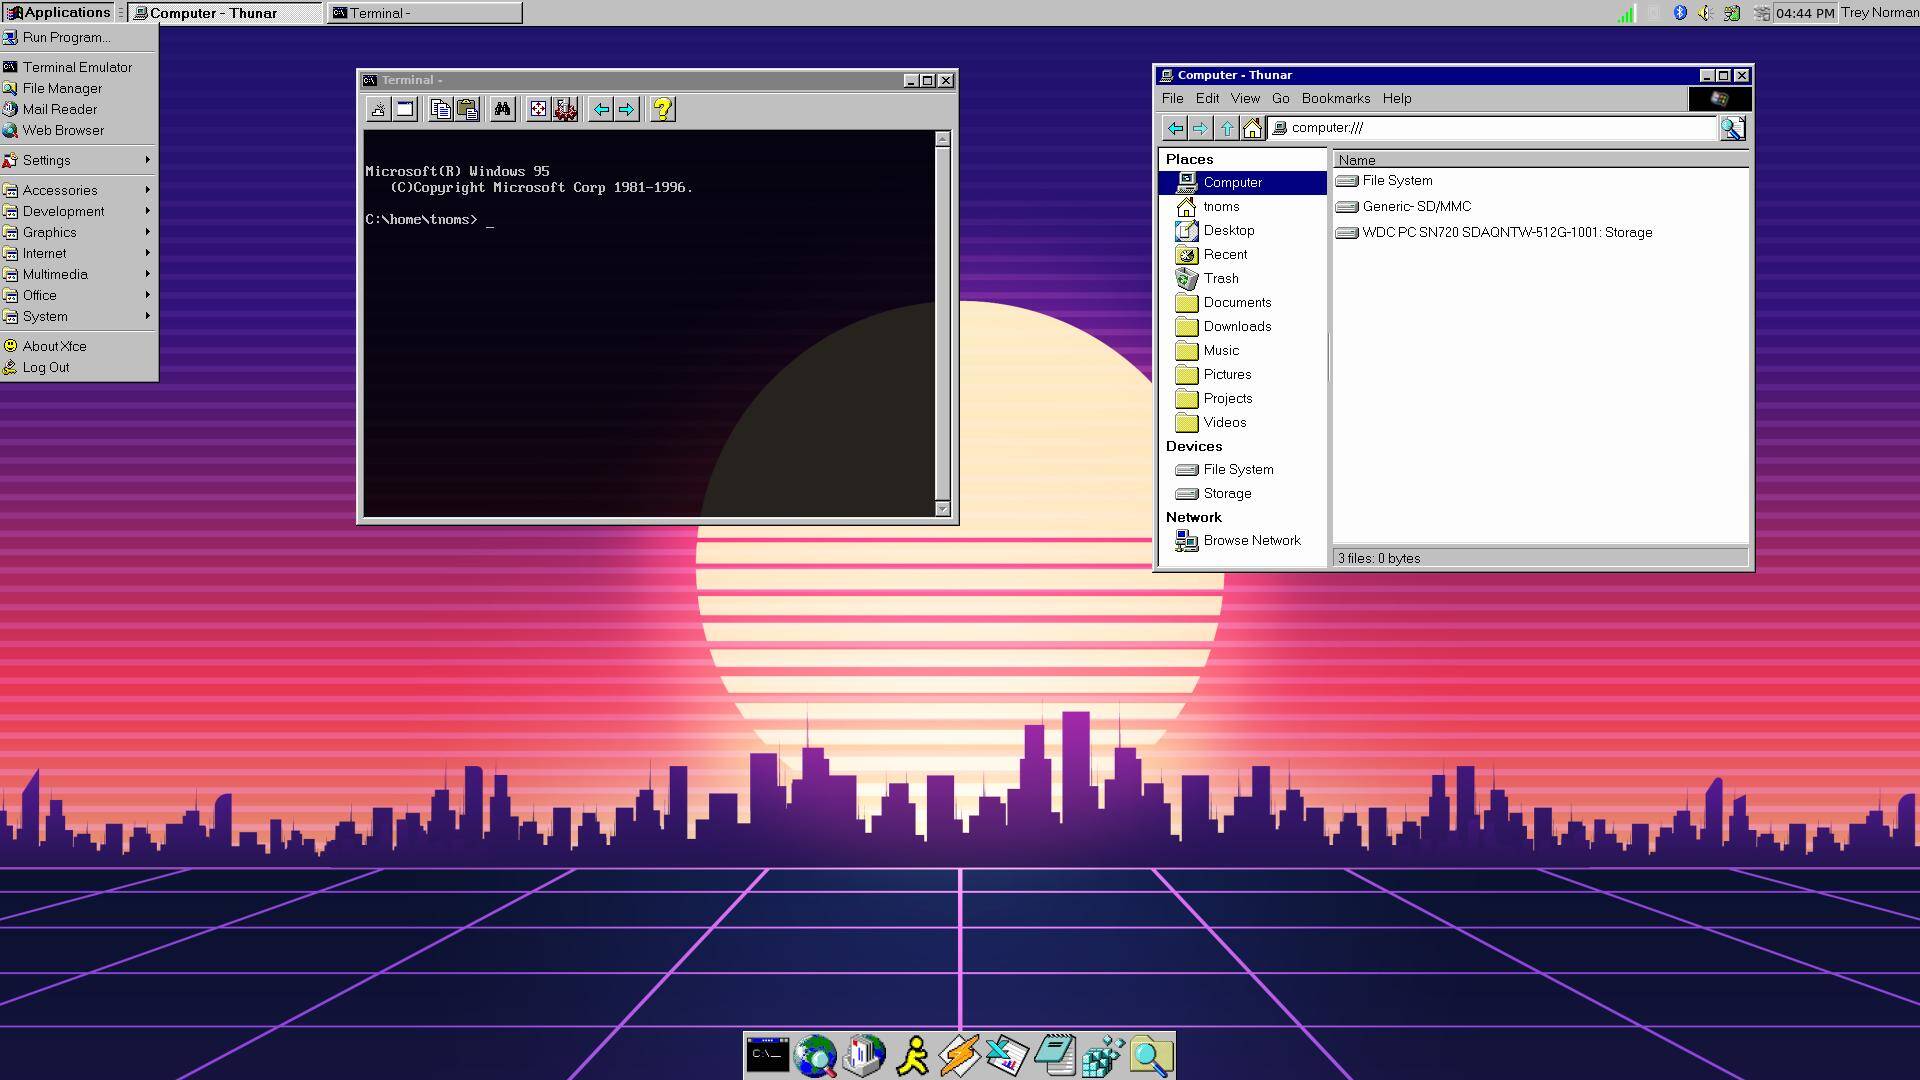 Applications
Computer - Thunar
Terminal -
04:44 PM
Trey Norman
Run Program...
Terminal Emulator
File Manager
Mail Reader
Web Browser
Settings
Accessories
Development
Graphics
Internet
Multimedia
Office
System
About Xfce
Log Out
Terminal -
Microsoft(R) Windows 95
(C)Copyright Microsoft Corp 1981-1996.
C:\home\tnoms> _
Computer - Thunar
File Edit View Go Bookmarks Help
computer:///
Places
Computer
tnoms
Desktop
Recent
Trash
Documents
Downloads
Music
Pictures
Projects
Videos
Devices
File System
Storage
Network
Browse Network
Name
File System
Generic- SD/MMC
WDC PC SN720 SDAQNTW-512G-1001: Storage
3 files: 0 bytes
C:\_